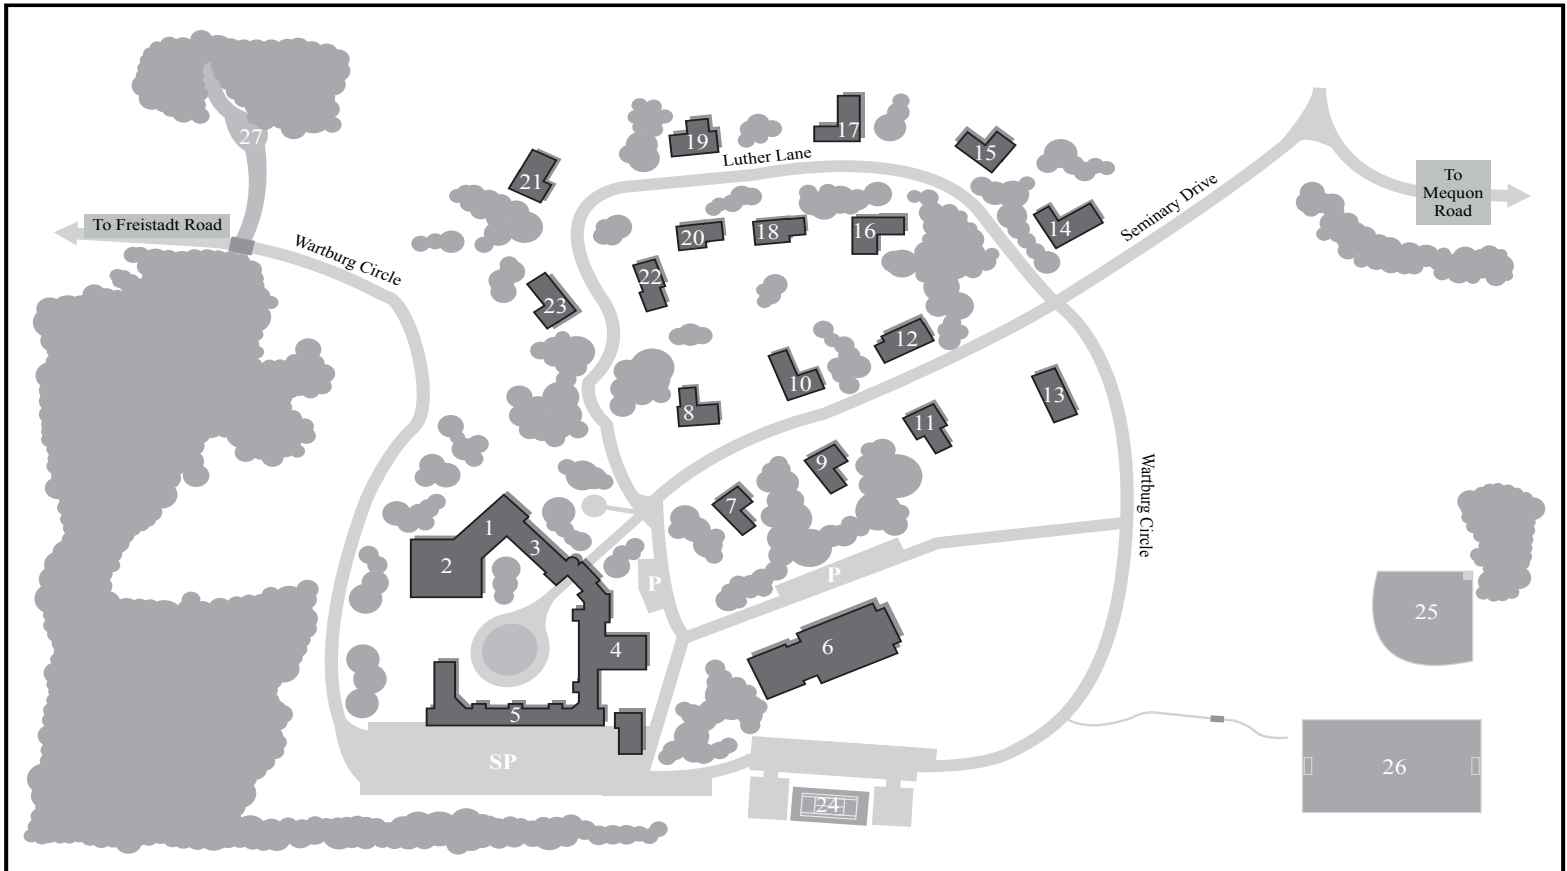 27
To Freistadt Road
Wartburg Circle
19
Luther Lane
17
15
21
To
Mequon
Road
Seminary Drive
14
20
18
16
22
23
12
10
8
13
11
9
7
Wartburg Circle
1
3
2
P
P
4
6
5
SP
25
26
24